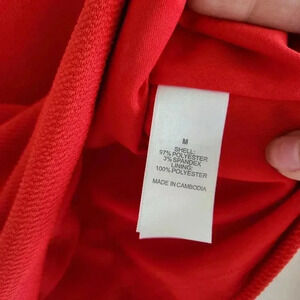 M
SHELL:
97%POLYESTER
3%SPANDEX
LINING:
100%POLYESTER
MADE IN CAMBODIA